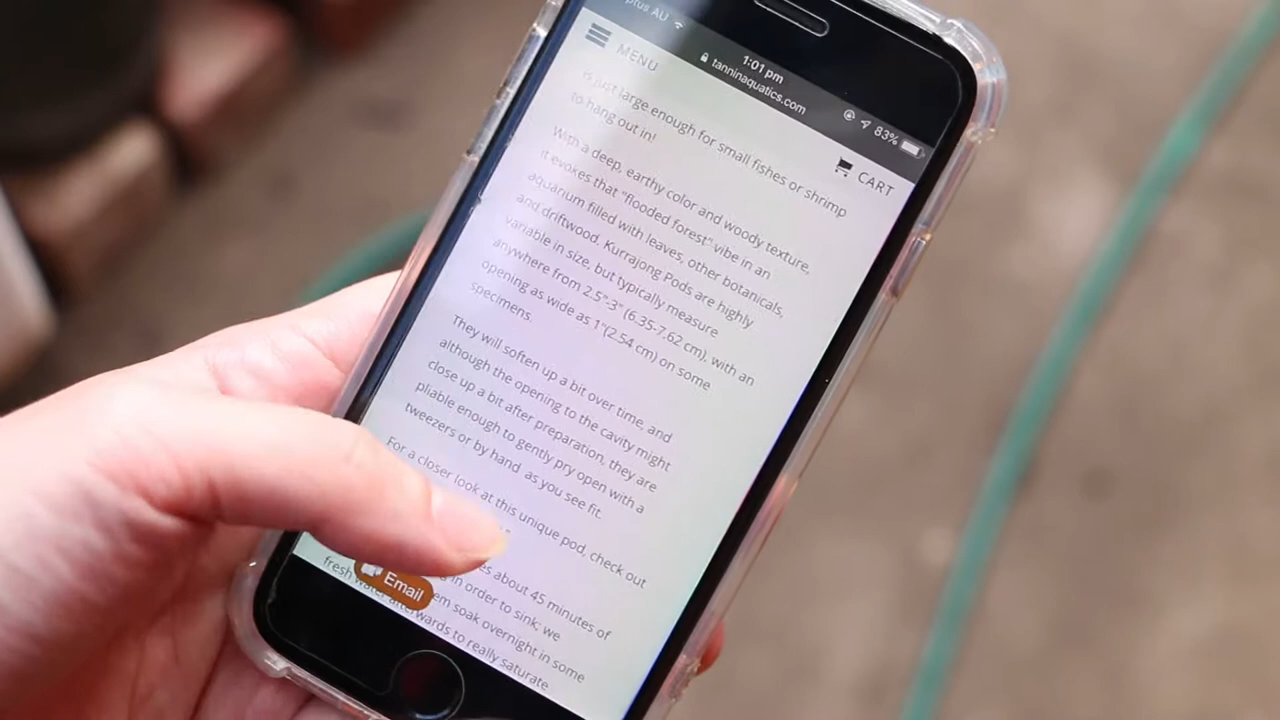 plus AU
1:01 pm
83%
tanninaquatics.com
MENU
CART
is just large enough for small fishes or shrimp
to hang out in!
With a deep, earthy color and woody texture,
it evokes that "flooded forest" vibe in an
aquarium filled with leaves, other botanicals,
and driftwood. Kurrajong Pods are highly
variable in size, but typically measure
anywhere from 2.5"-3" (6.35-7.62 cm), with an
opening as wide as 1"(2.54 cm) on some
specimens.
They will soften up a bit over time, and
although the opening to the cavity might
close up a bit after preparation, they are
pliable enough to gently pry open with a
tweezers or by hand as you see fit.
For a closer look at this unique pod, check out
about 45 minutes of
in order to sink; we
em soak overnight in some
fresh water afterwards to really saturate
Email